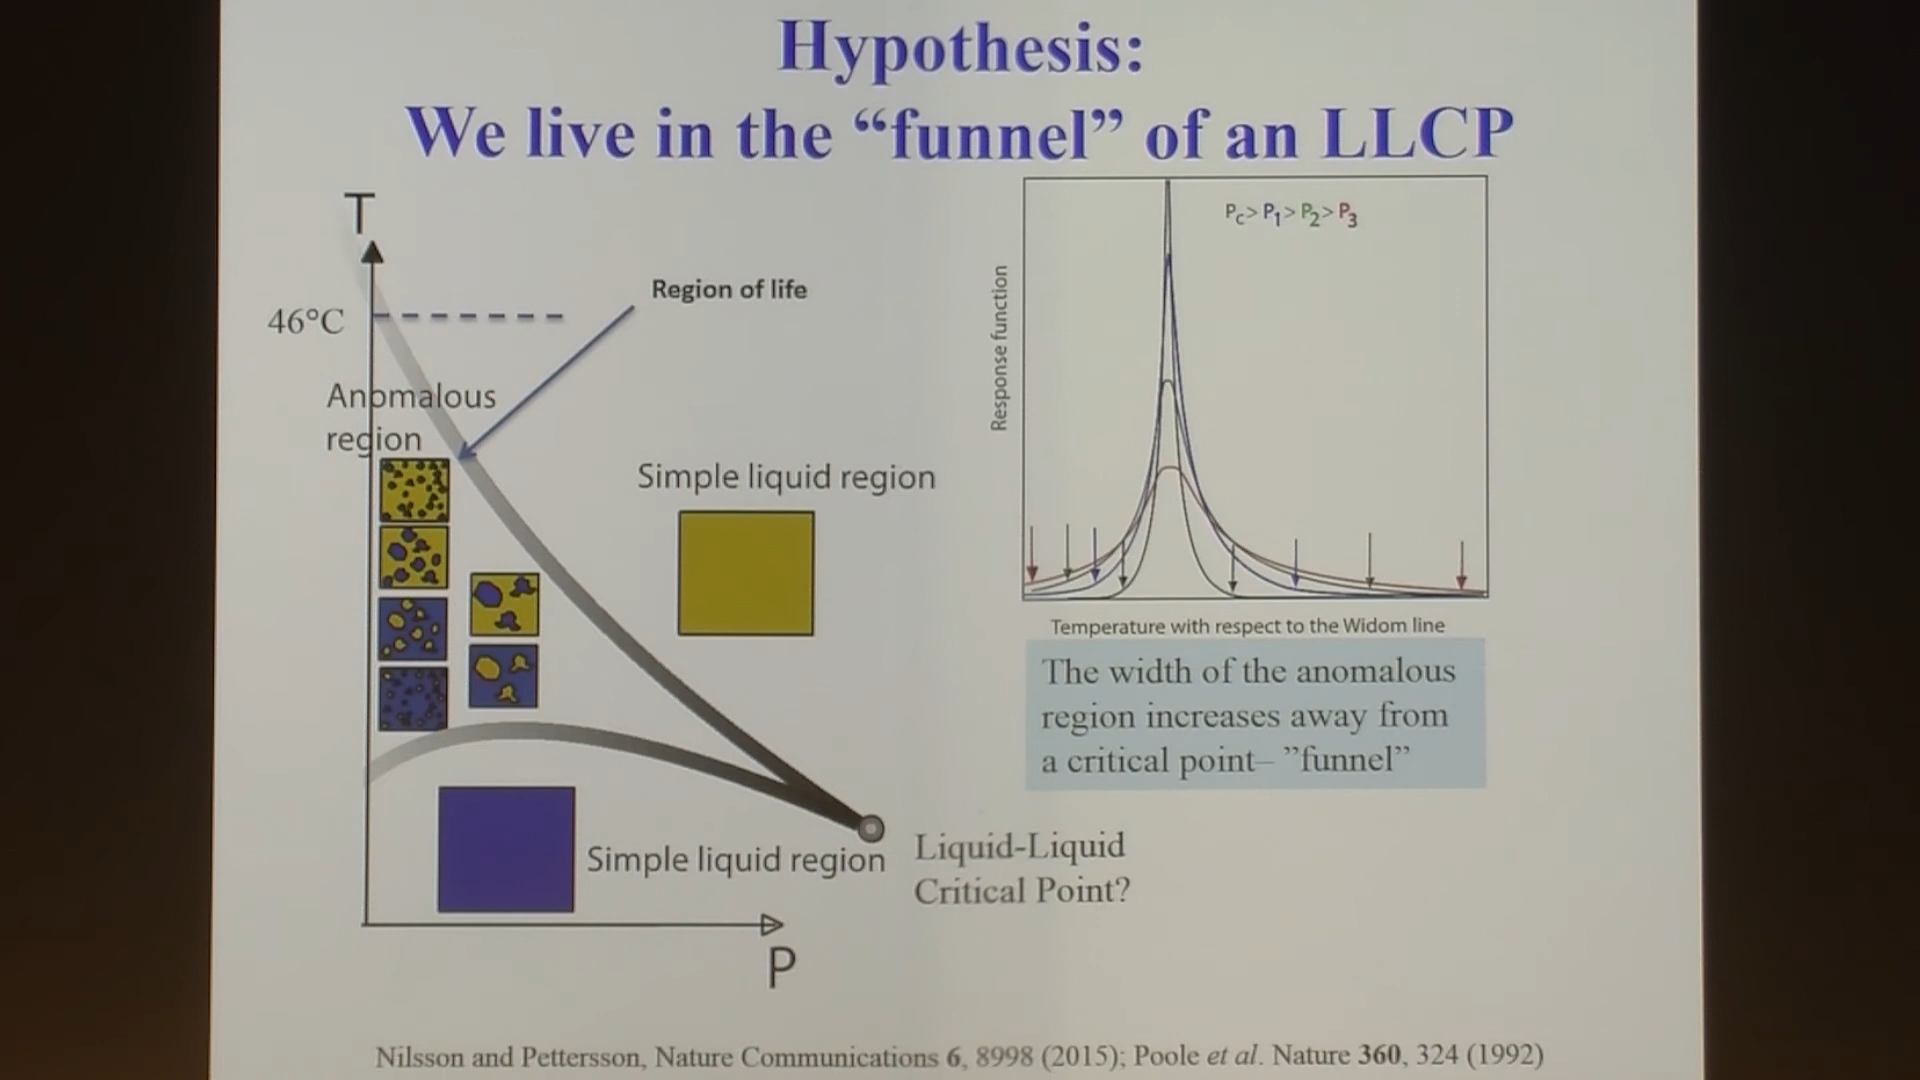 Hypothesis:
We live in the “funnel” of an LLCP
T
46°C
Region of life
Anomalous
region
Simple liquid region
Simple liquid region
Liquid-Liquid
Critical Point?
P
Pc> P1> P2> P3
Response function
Temperature with respect to the Widom line
The width of the anomalous
region increases away from
a critical point– ”funnel”
Nilsson and Pettersson, Nature Communications 6, 8998 (2015); Poole et al. Nature 360, 324 (1992)